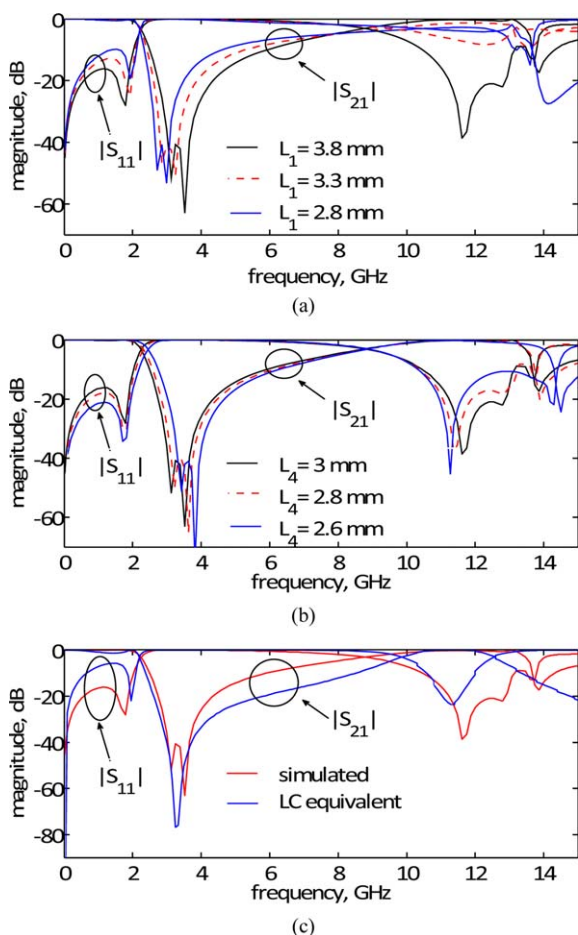 magnitude, dB
0
-20
-40
-60
|S11|
|S21|
L1= 3.8 mm
L1= 3.3 mm
L1= 2.8 mm
0 2 4 6 8 10 12 14
frequency, GHz
(a)
magnitude, dB
0
-20
-40
-60
|S11|
|S21|
L4= 3 mm
L4= 2.8 mm
L4= 2.6 mm
0 2 4 6 8 10 12 14
frequency, GHz
(b)
magnitude, dB
0
-20
-40
-60
-80
|S11|
|S21|
simulated
LC equivalent
0 2 4 6 8 10 12 14
frequency, GHz
(c)